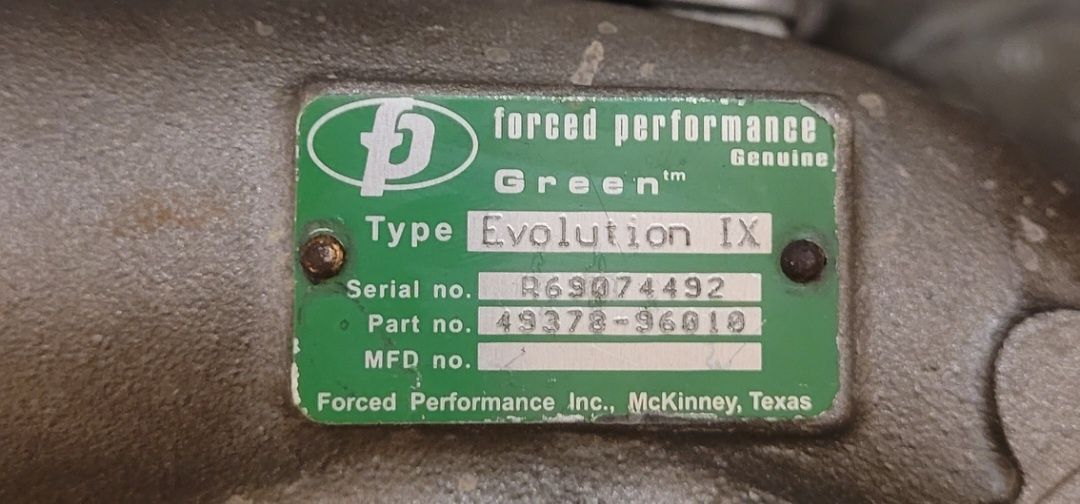 fp
forced performance
Genuine
Green™
Type Evolution IX
Serial no. R69074492
Part no. 49378-96010
MFD no.
Forced Performance Inc., McKinney, Texas